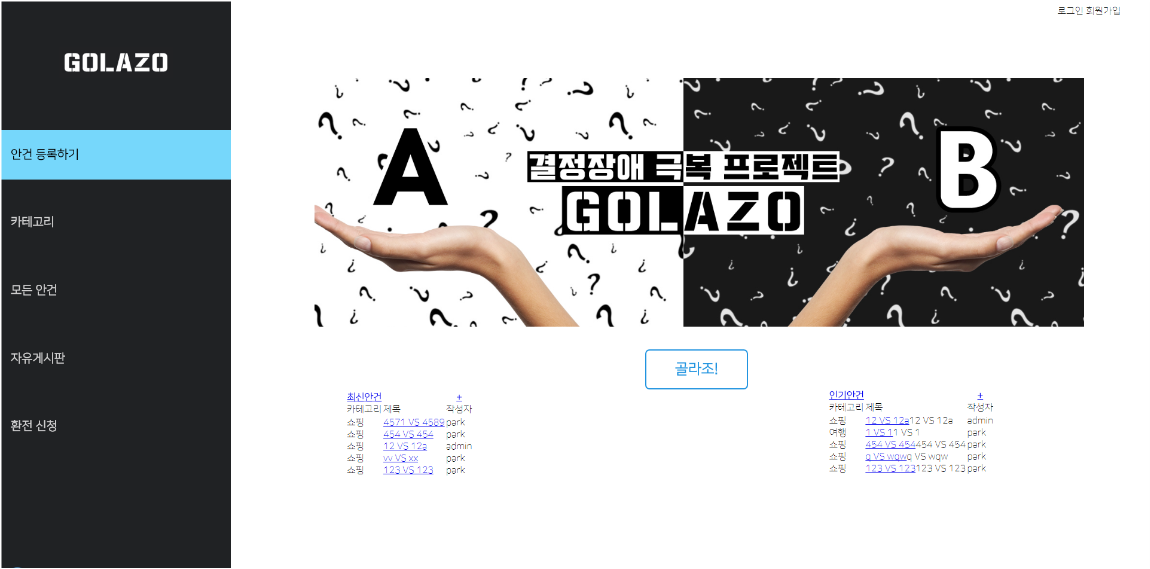 로그인 회원가입
GOLAZO
안건 등록하기
카테고리
모든 안건
자유게시판
환전 신청
A
B
결정장애 극복 프로젝트
GOLAZO
골라조!
최신안건 +
카테고리 제목 작성자
쇼핑 4571 VS 4589 park
쇼핑 454 VS 454 park
쇼핑 12 VS 12a admin
쇼핑 vv VS xx park
쇼핑 123 VS 123 park
인기안건 +
카테고리 제목 작성자
쇼핑 12 VS 12a12 VS 12a admin
여행 1 VS 11 VS 1 park
쇼핑 454 VS 454454 VS 454 park
쇼핑 q VS wqwq VS wqw park
쇼핑 123 VS 123123 VS 123 park